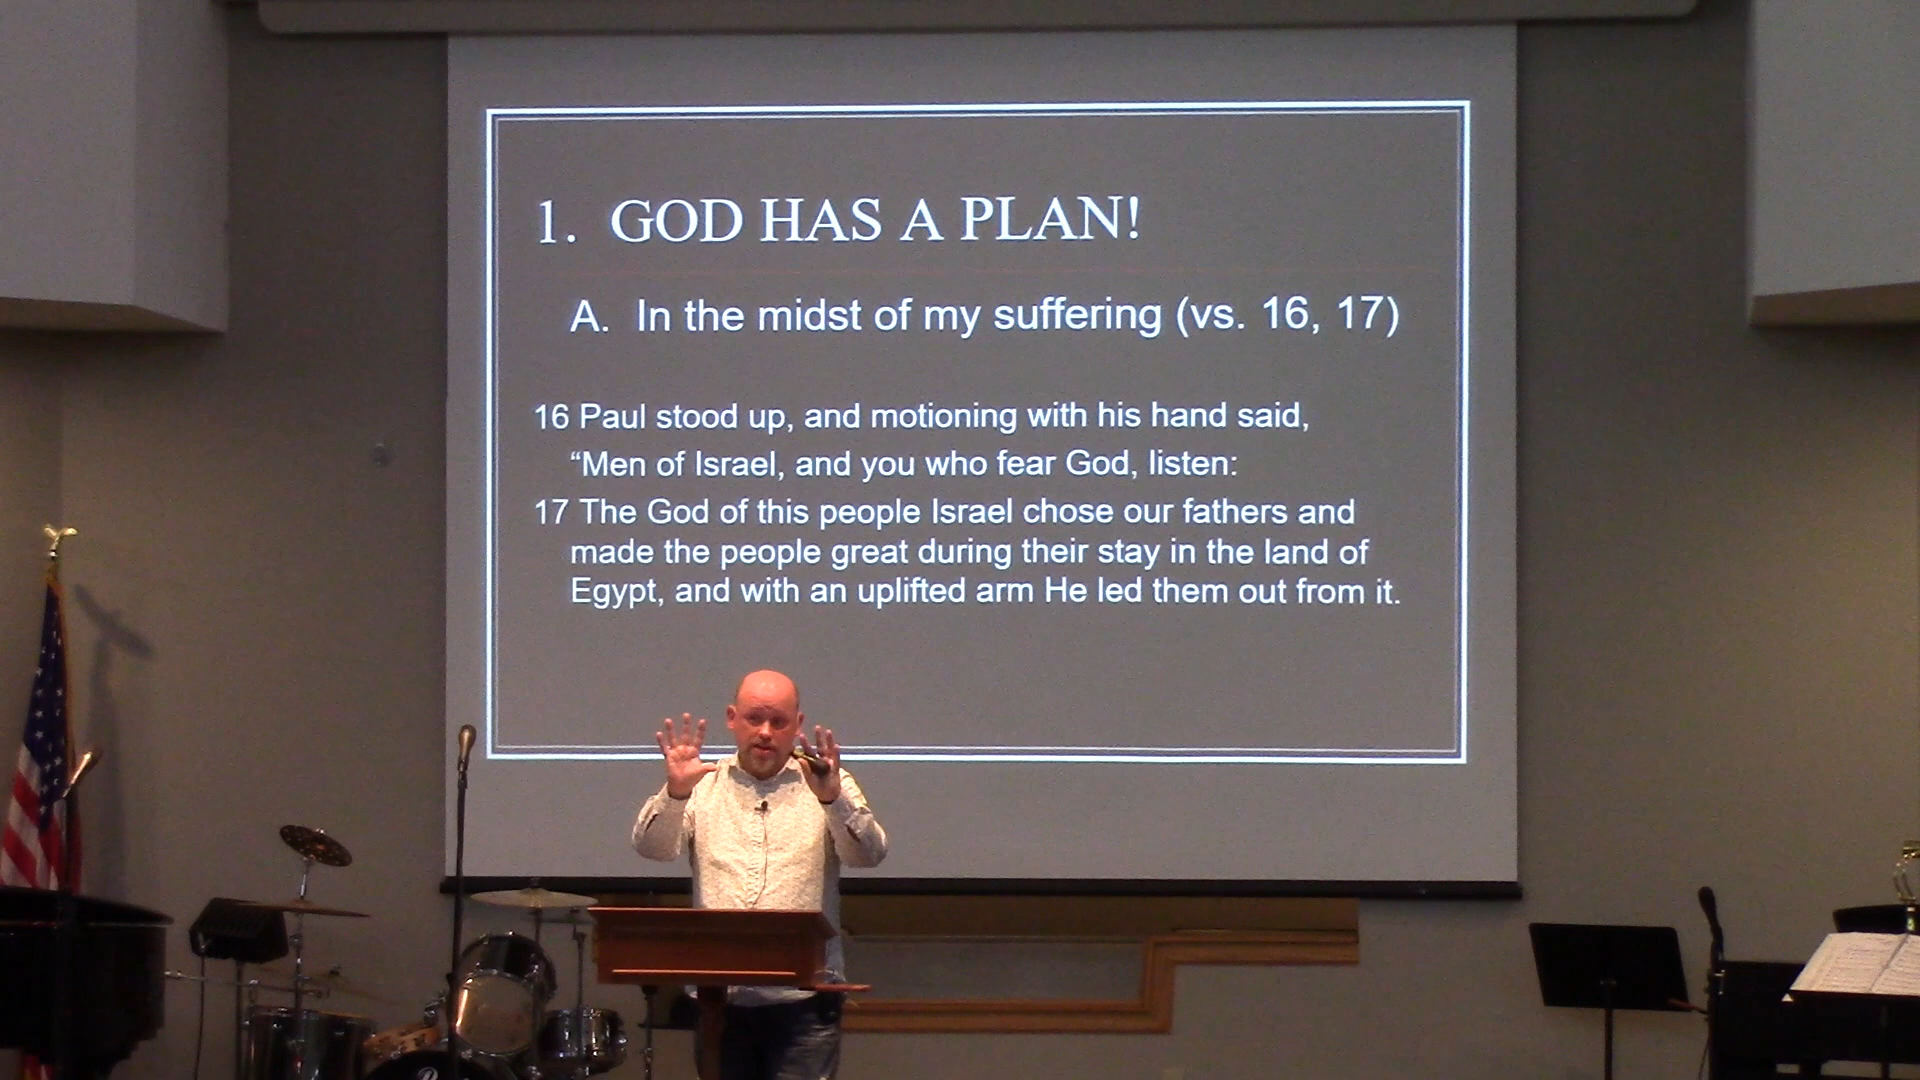 1. GOD HAS A PLAN!
A. In the midst of my suffering (vs. 16, 17)
16 Paul stood up, and motioning with his hand said,
“Men of Israel, and you who fear God, listen:
17 The God of this people Israel chose our fathers and
made the people great during their stay in the land of
Egypt, and with an uplifted arm He led them out from it.